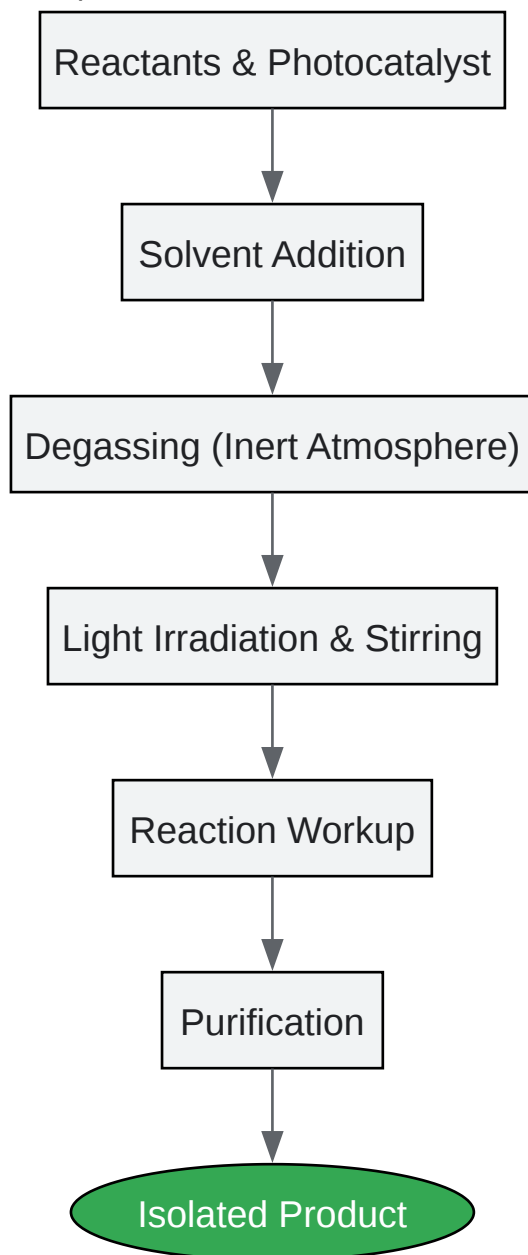 Reactants & Photocatalyst
Solvent Addition
Degassing (Inert Atmosphere)
Light Irradiation & Stirring
Reaction Workup
Purification
Isolated Product